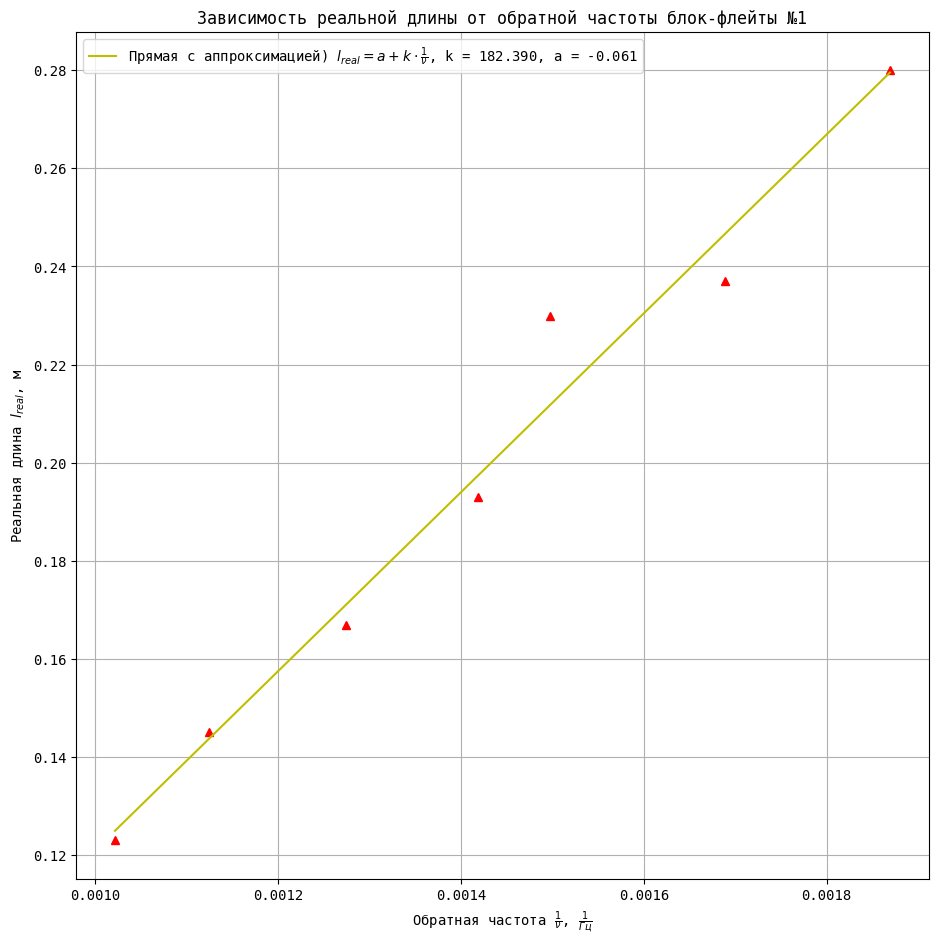 Зависимость реальной длины от обратной частоты блок-флейты №1
Прямая с аппроксимацией) $l_{real} = a + k \cdot \frac{1}{\nu}$, k = 182.390, a = -0.061
0.28
0.26
0.24
0.22
0.20
0.18
0.16
0.14
0.12
Реальная длина $l_{real}$, м
0.0010 0.0012 0.0014 0.0016 0.0018
Обратная частота $\frac{1}{\nu}$, $\frac{1}{Гц}$